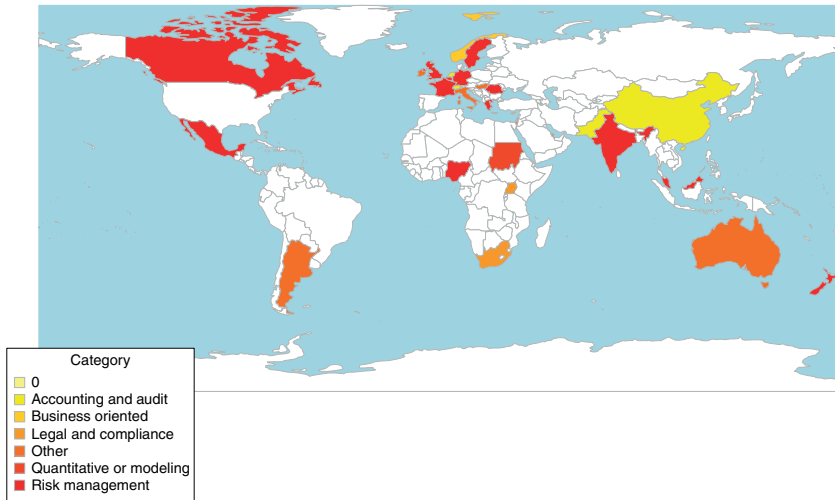 Category
0
Accounting and audit
Business oriented
Legal and compliance
Other
Quantitative or modeling
Risk management